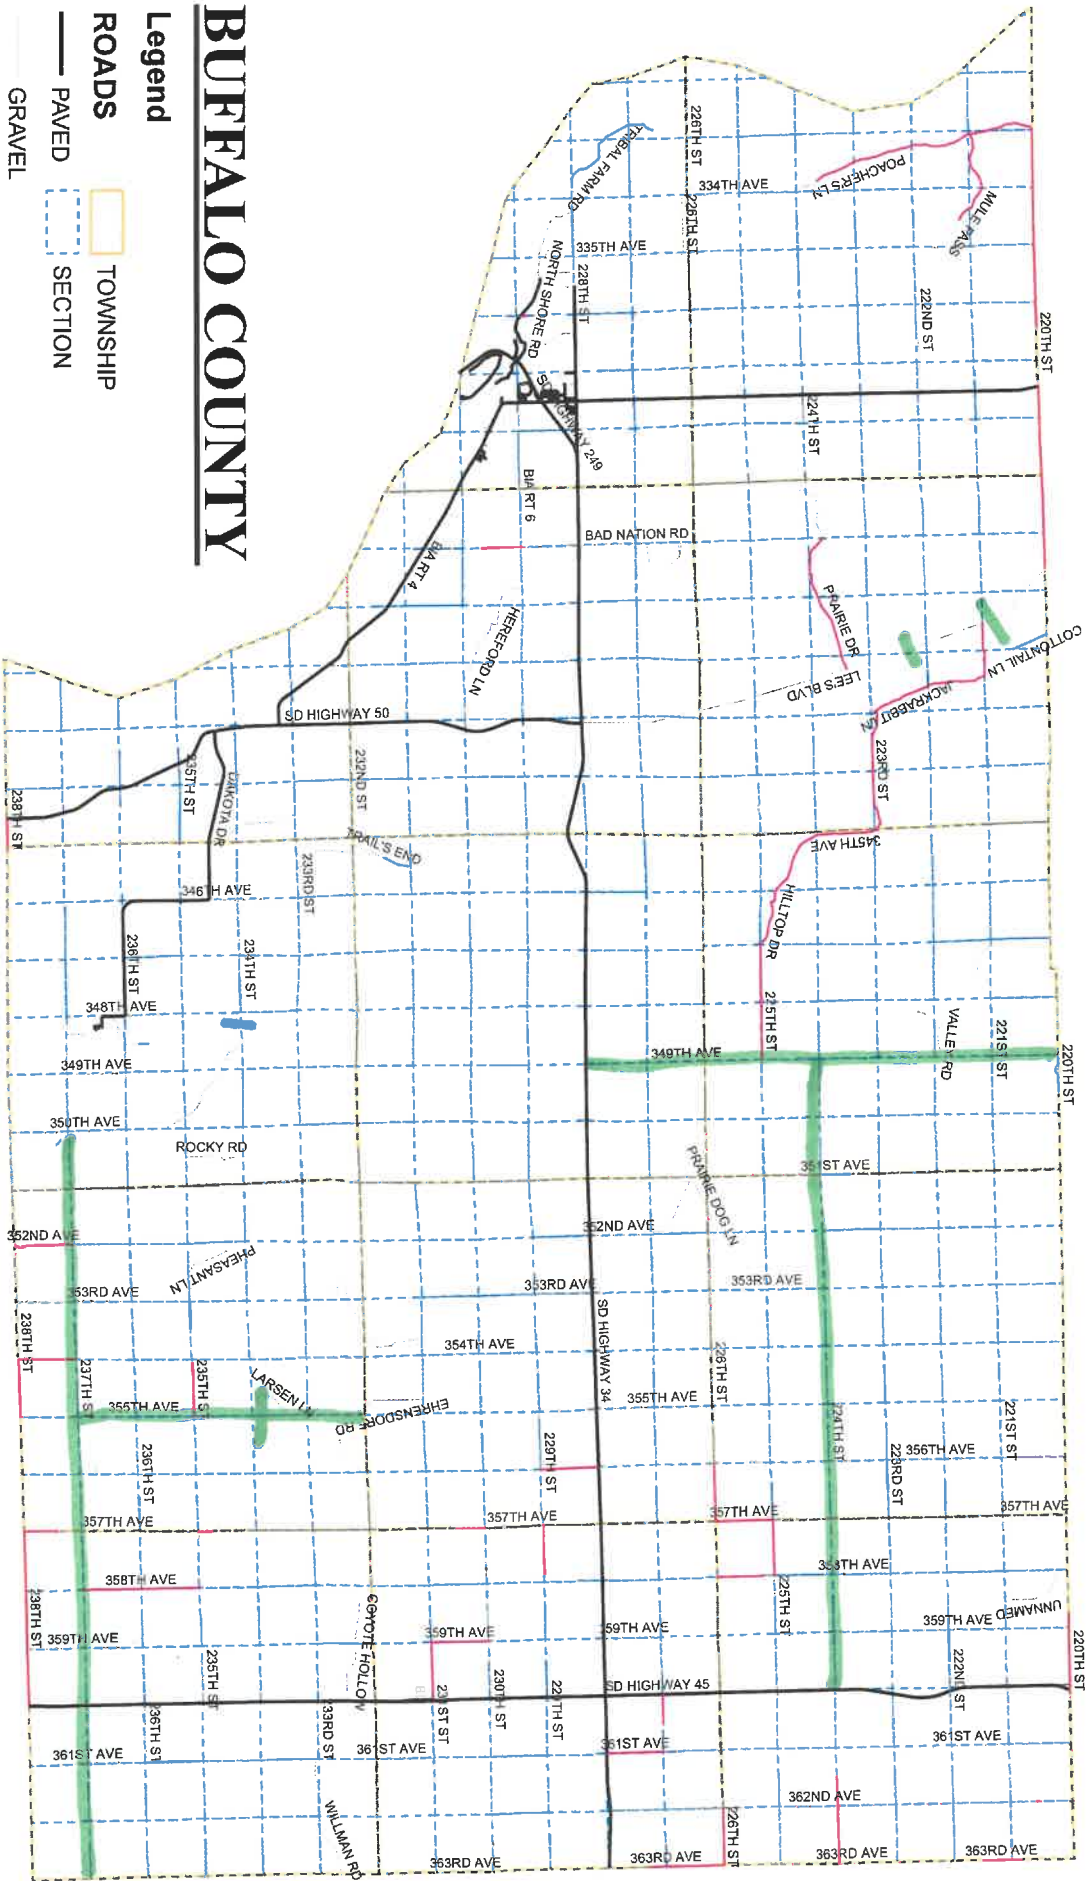 BUFFALO COUNTY
Legend
ROADS
PAVED
GRAVEL
TOWNSHIP
SECTION
220TH ST
MULE PASS
POACHER'S LN
226TH ST
334TH AVE
226TH ST
TRIBAL FARM RD
335TH AVE
228TH ST
NORTH SHORE RD
222ND ST
224TH ST
SD HIGHWAY 249
BIA RT 6
BAD NATION RD
BIA RT 4
HEREFORD LN
PRAIRIE DR
LEE'S BLVD
COTTONTAIL LN
JACKRABBIT LN
223RD ST
345TH AVE
HILLTOP DR
225TH ST
SD HIGHWAY 50
232ND ST
235TH ST
DAKOTA DR
238TH ST
TRAIL'S END
233RD ST
346TH AVE
236TH ST
234TH ST
348TH AVE
349TH AVE
349TH AVE
VALLEY RD
221ST ST
220TH ST
350TH AVE
ROCKY RD
PRAIRIE DOG LN
351ST AVE
352ND AVE
352ND AVE
PHEASANT LN
353RD AVE
353RD AVE
353RD AVE
SD HIGHWAY 34
354TH AVE
238TH ST
237TH ST
235TH ST
LARSEN LN
355TH AVE
EHRENSDORF RD
355TH AVE
226TH ST
224TH ST
221ST ST
356TH AVE
223RD ST
236TH ST
229TH ST
357TH AVE
357TH AVE
357TH AVE
357TH AVE
358TH AVE
358TH AVE
225TH ST
238TH ST
359TH AVE
COYOTE HOLLOW
359TH AVE
359TH AVE
359TH AVE
UNNAMED
220TH ST
222ND ST
235TH ST
236TH ST
233RD ST
231ST ST
230TH ST
229TH ST
SD HIGHWAY 45
361ST AVE
361ST AVE
361ST AVE
361ST AVE
362ND AVE
WILLMAN RD
226TH ST
363RD AVE
363RD AVE
363RD AVE
363RD AVE